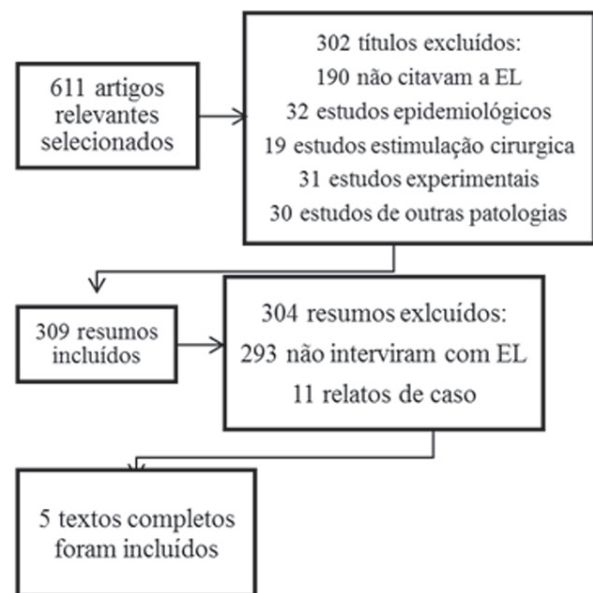 611 artigos
relevantes
selecionados
302 títulos excluídos:
190 não citavam a EL
32 estudos epidemiológicos
19 estudos estimulação cirurgica
31 estudos experimentais
30 estudos de outras patologias
309 resumos
incluídos
304 resumos exlcuídos:
293 não interviram com EL
11 relatos de caso
5 textos completos
foram incluídos